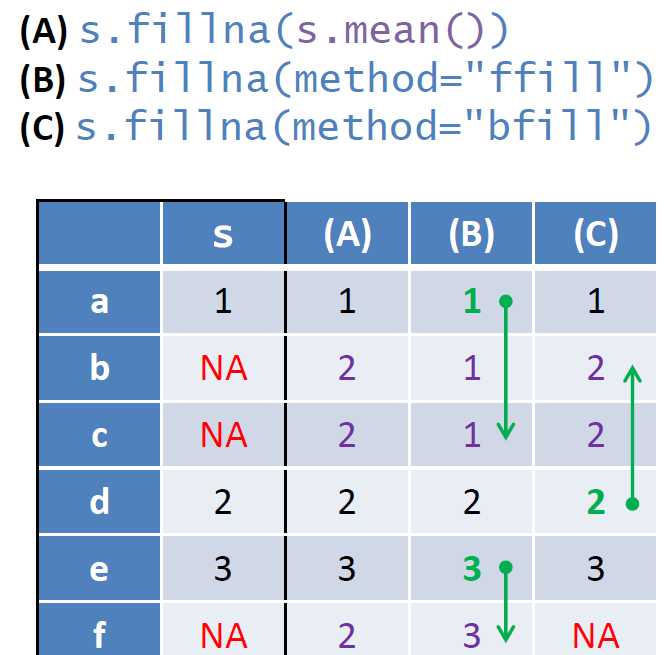 (A) s.fillna(s.mean())
(B) s.fillna(method="ffill")
(C) s.fillna(method="bfill")
s (A) (B) (C)
a 1 1 1 1
b NA 2 1 2
c NA 2 1 2
d 2 2 2 2
e 3 3 3 3
f NA 2 3 NA